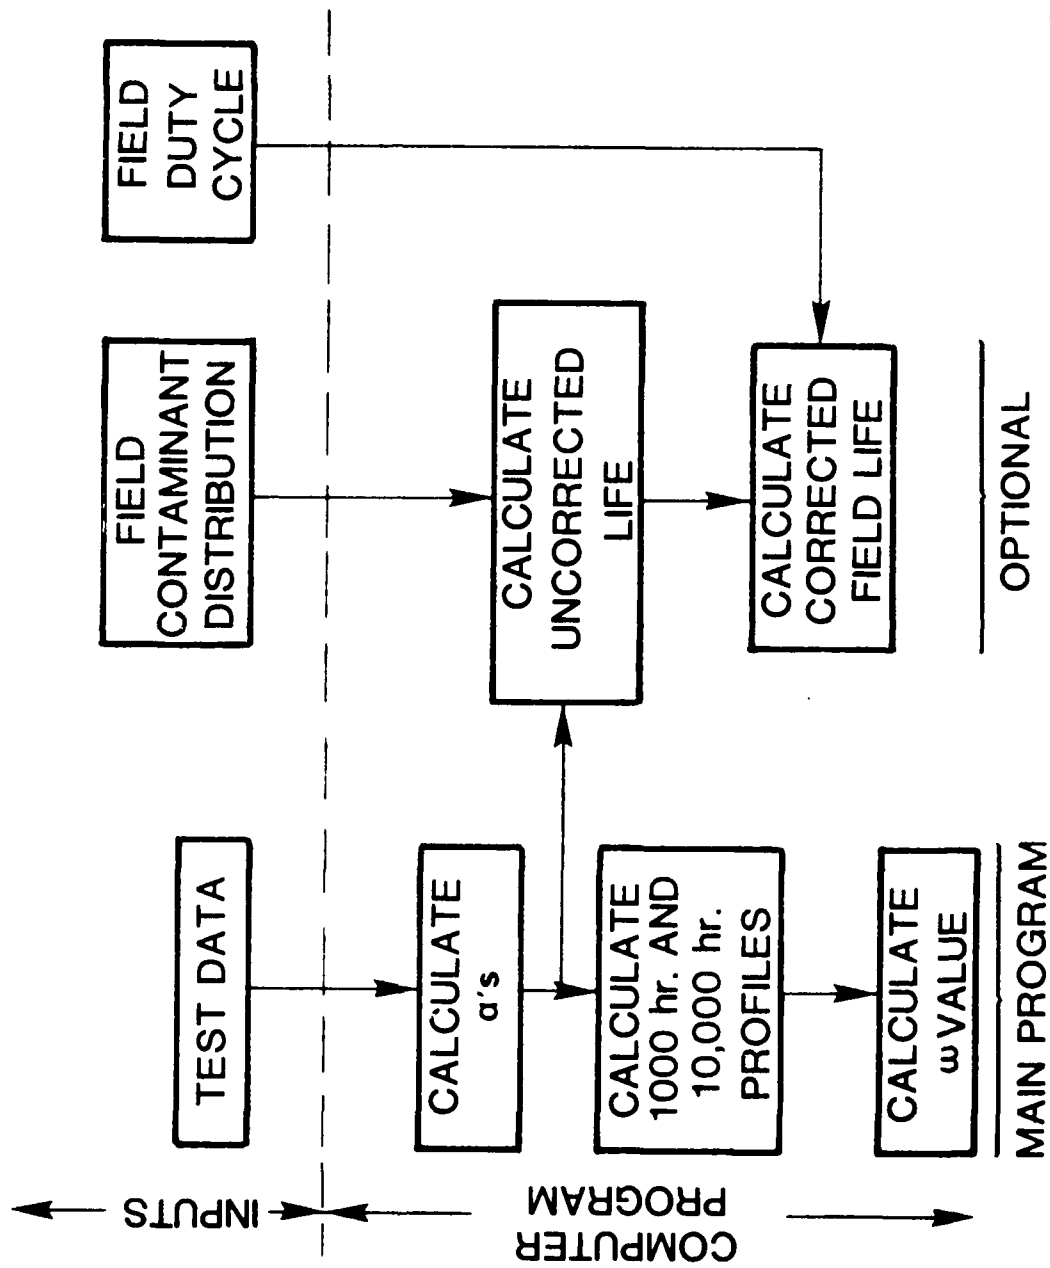 TEST DATA
FIELD
CONTAMINANT
DISTRIBUTION
FIELD
DUTY
CYCLE
INPUTS
COMPUTER
PROGRAM
CALCULATE
α's
CALCULATE
1000 hr. AND
10,000 hr.
PROFILES
CALCULATE
ω VALUE
CALCULATE
UNCORRECTED
LIFE
CALCULATE
CORRECTED
FIELD LIFE
MAIN PROGRAM
OPTIONAL